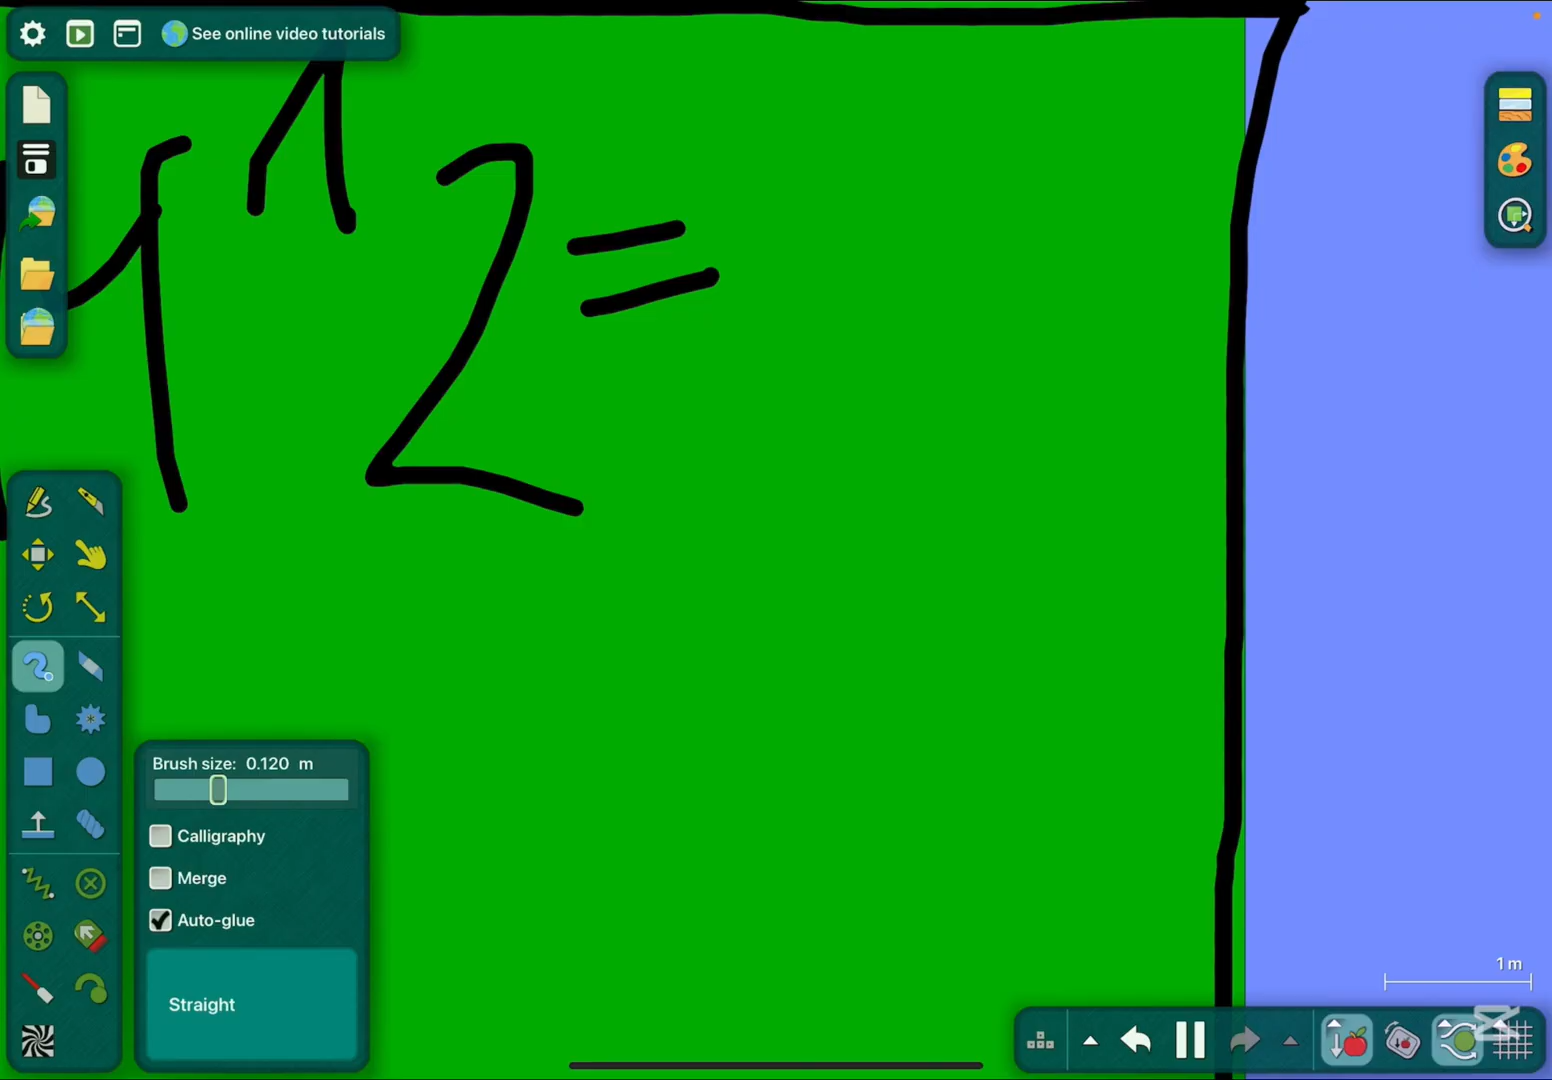 See online video tutorials
1^2=
Brush size: 0.120 m
Calligraphy
Merge
Auto-glue
Straight
1 m